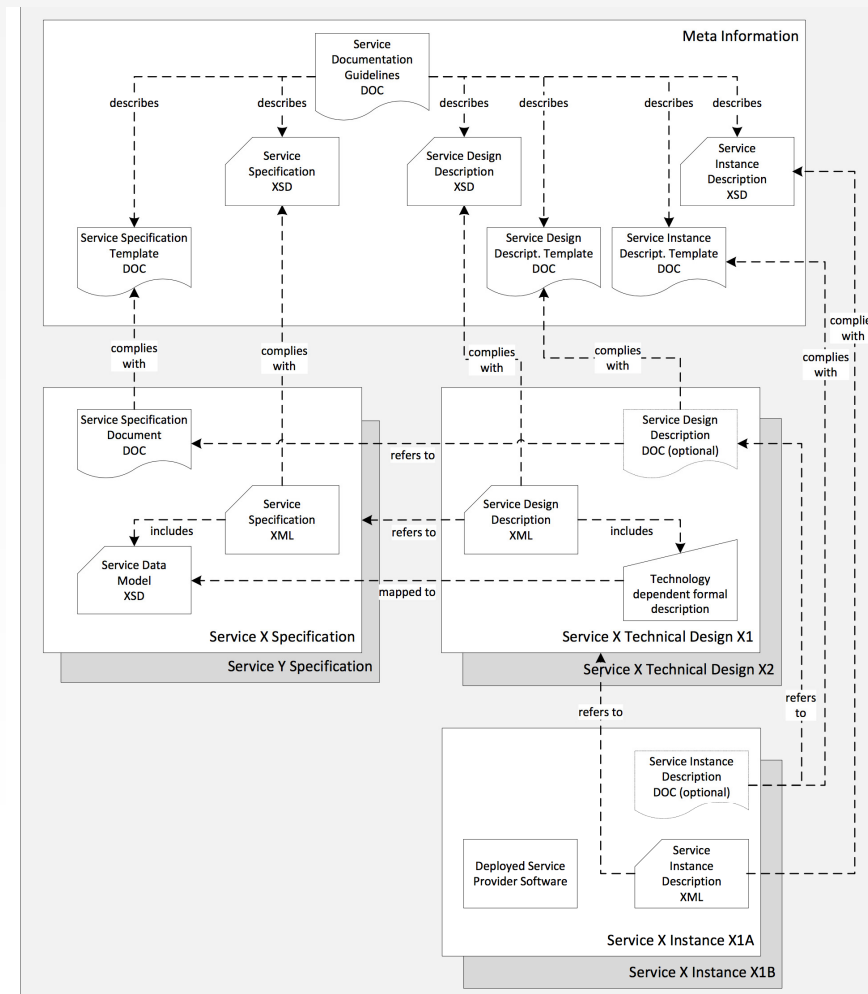 Meta Information
Service
Documentation
Guidelines
DOC
describes
describes
describes
describes
describes
describes
Service
Specification
XSD
Service Design
Description
XSD
Service
Instance
Description
XSD
Service Specification
Template
DOC
Service Design
Descript. Template
DOC
Service Instance
Descript. Template
DOC
complies
with
complies
with
complies
with
complies
with
complies
with
complie
with
Service Specification
Document
DOC
Service Design
Description
DOC (optional)
refers to
Service
Specification
XML
Service Design
Description
XML
includes
refers to
includes
Service Data
Model
XSD
Technology
dependent formal
description
mapped to
Service X Specification
Service X Technical Design X1
Service Y Specification
Service X Technical Design X2
refers to
refers
to
Service Instance
Description
DOC (optional)
Deployed Service
Provider Software
Service
Instance
Description
XML
Service X Instance X1A
Service X Instance X1B